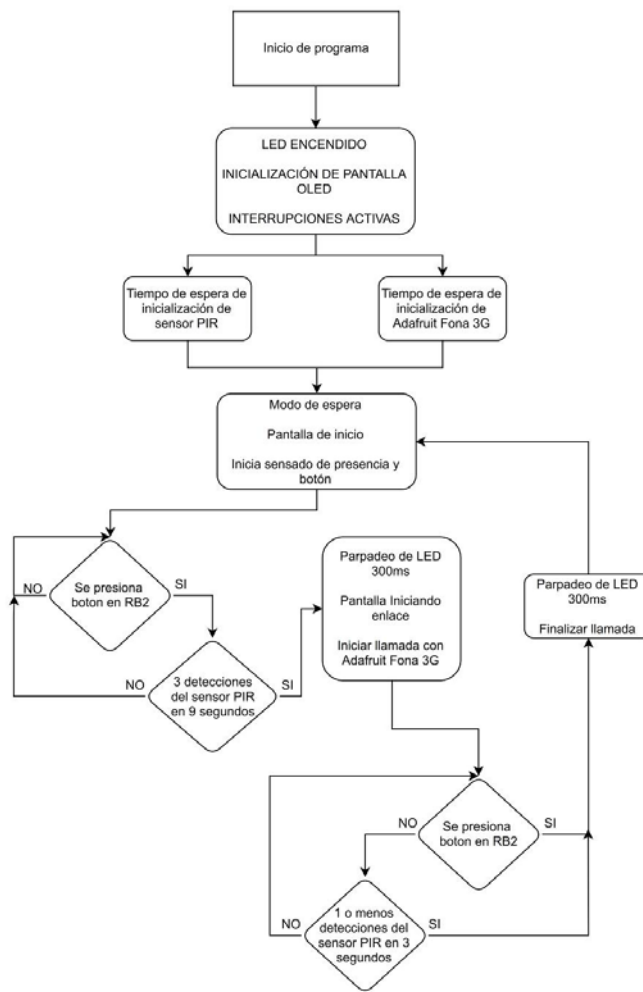 Inicio de programa
LED ENCENDIDO
INICIALIZACIÓN DE PANTALLA
OLED
INTERRUPCIONES ACTIVAS
Tiempo de espera de
inicialización de
sensor PIR
Tiempo de espera de
inicialización de
Adafruit Fona 3G
Modo de espera
Pantalla de inicio
Inicia sensado de presencia y
botón
NO
Se presiona
boton en RB2
SI
NO
3 detecciones
del sensor PIR
en 9 segundos
SI
Parpadeo de LED
300ms
Pantalla Iniciando
enlace
Iniciar llamada con
Adafruit Fona 3G
Parpadeo de LED
300ms
Finalizar llamada
NO
Se presiona
boton en RB2
SI
NO
1 o menos
detecciones del
sensor PIR en 3
segundos
SI